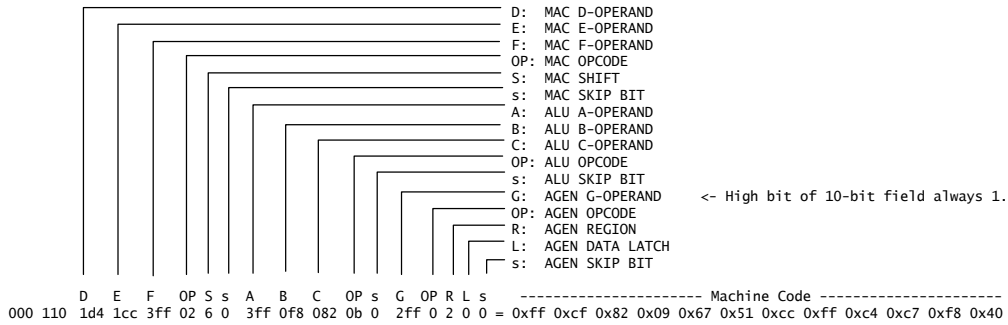 D: MAC D-OPERAND
E: MAC E-OPERAND
F: MAC F-OPERAND
OP: MAC OPCODE
S: MAC SHIFT
s: MAC SKIP BIT
A: ALU A-OPERAND
B: ALU B-OPERAND
C: ALU C-OPERAND
OP: ALU OPCODE
s: ALU SKIP BIT
G: AGEN G-OPERAND <- High bit of 10-bit field always 1.
OP: AGEN OPCODE
R: AGEN REGION
L: AGEN DATA LATCH
s: AGEN SKIP BIT
D E F OP S s A B C OP s G OP R L s ---------------------- Machine Code --------------------
000 110 1d4 1cc 3ff 02 6 0 3ff 0f8 082 0b 0 2ff 0 2 0 0 = 0xff 0xcf 0x82 0x09 0x67 0x51 0xcc 0xff 0xc4 0xc7 0xf8 0x40